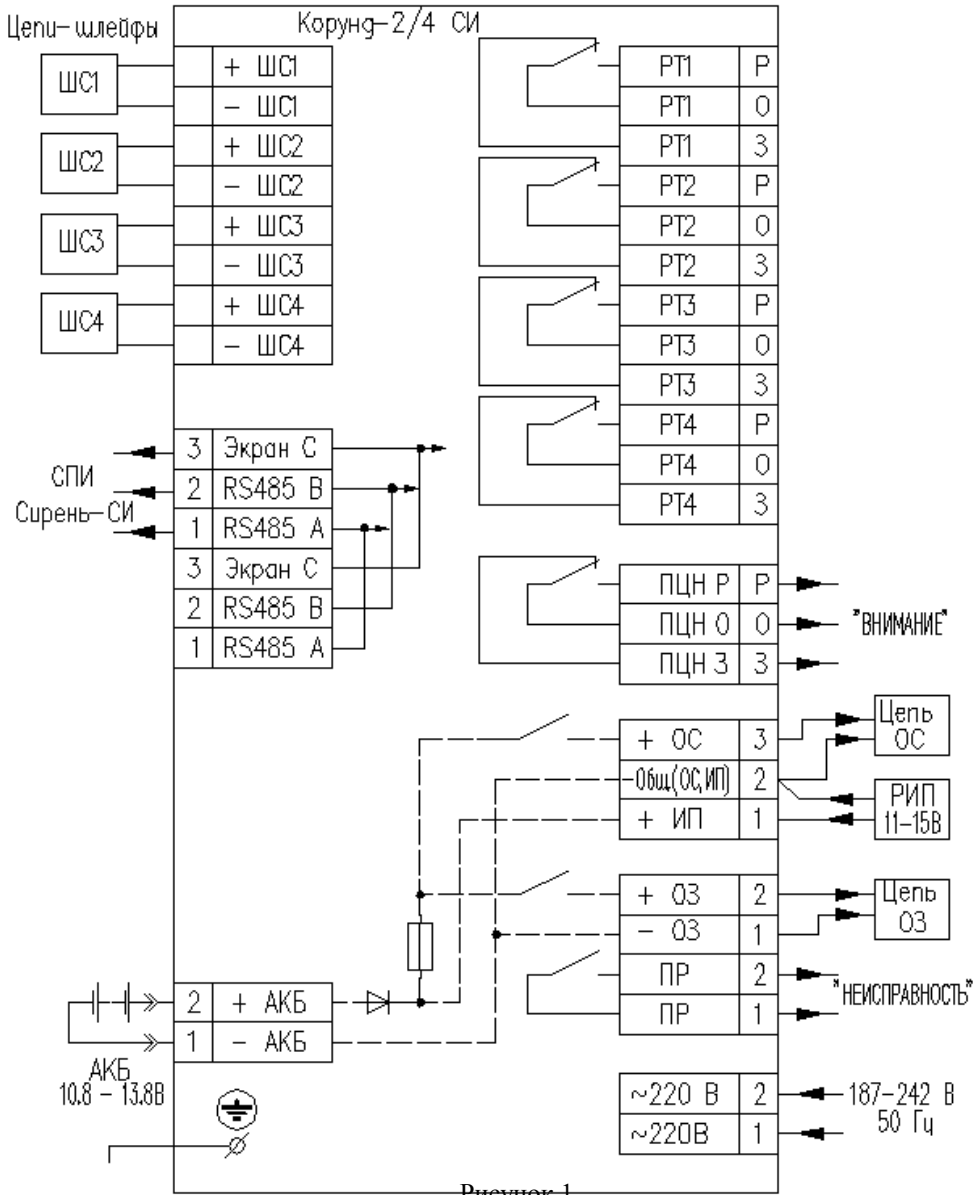 Корунд-2/4 СИ
Цепи-шлейфы
ШС1
+ ШС1
- ШС1
ШС2
+ ШС2
- ШС2
ШС3
+ ШС3
- ШС3
ШС4
+ ШС4
- ШС4
СПИ
Сирень-СИ
3 Экран С
2 RS485 В
1 RS485 А
3 Экран С
2 RS485 В
1 RS485 А
АКБ
10.8 - 13.8В
2 + АКБ
1 - АКБ
РТ1 Р
РТ1 О
РТ1 З
РТ2 Р
РТ2 О
РТ2 З
РТ3 Р
РТ3 О
РТ3 З
РТ4 Р
РТ4 О
РТ4 З
ПЦН Р Р
ПЦН О О
ПЦН З З
"ВНИМАНИЕ"
+ ОС 3
-Общ(ОС,ИП) 2
+ ИП 1
Цепь
ОС
РИП
11-15В
+ ОЗ 2
- ОЗ 1
Цепь
ОЗ
ПР 2
ПР 1
"НЕИСПРАВНОСТЬ"
~220 В 2
~220В 1
187-242 В
50 Гц
Рисунок 1